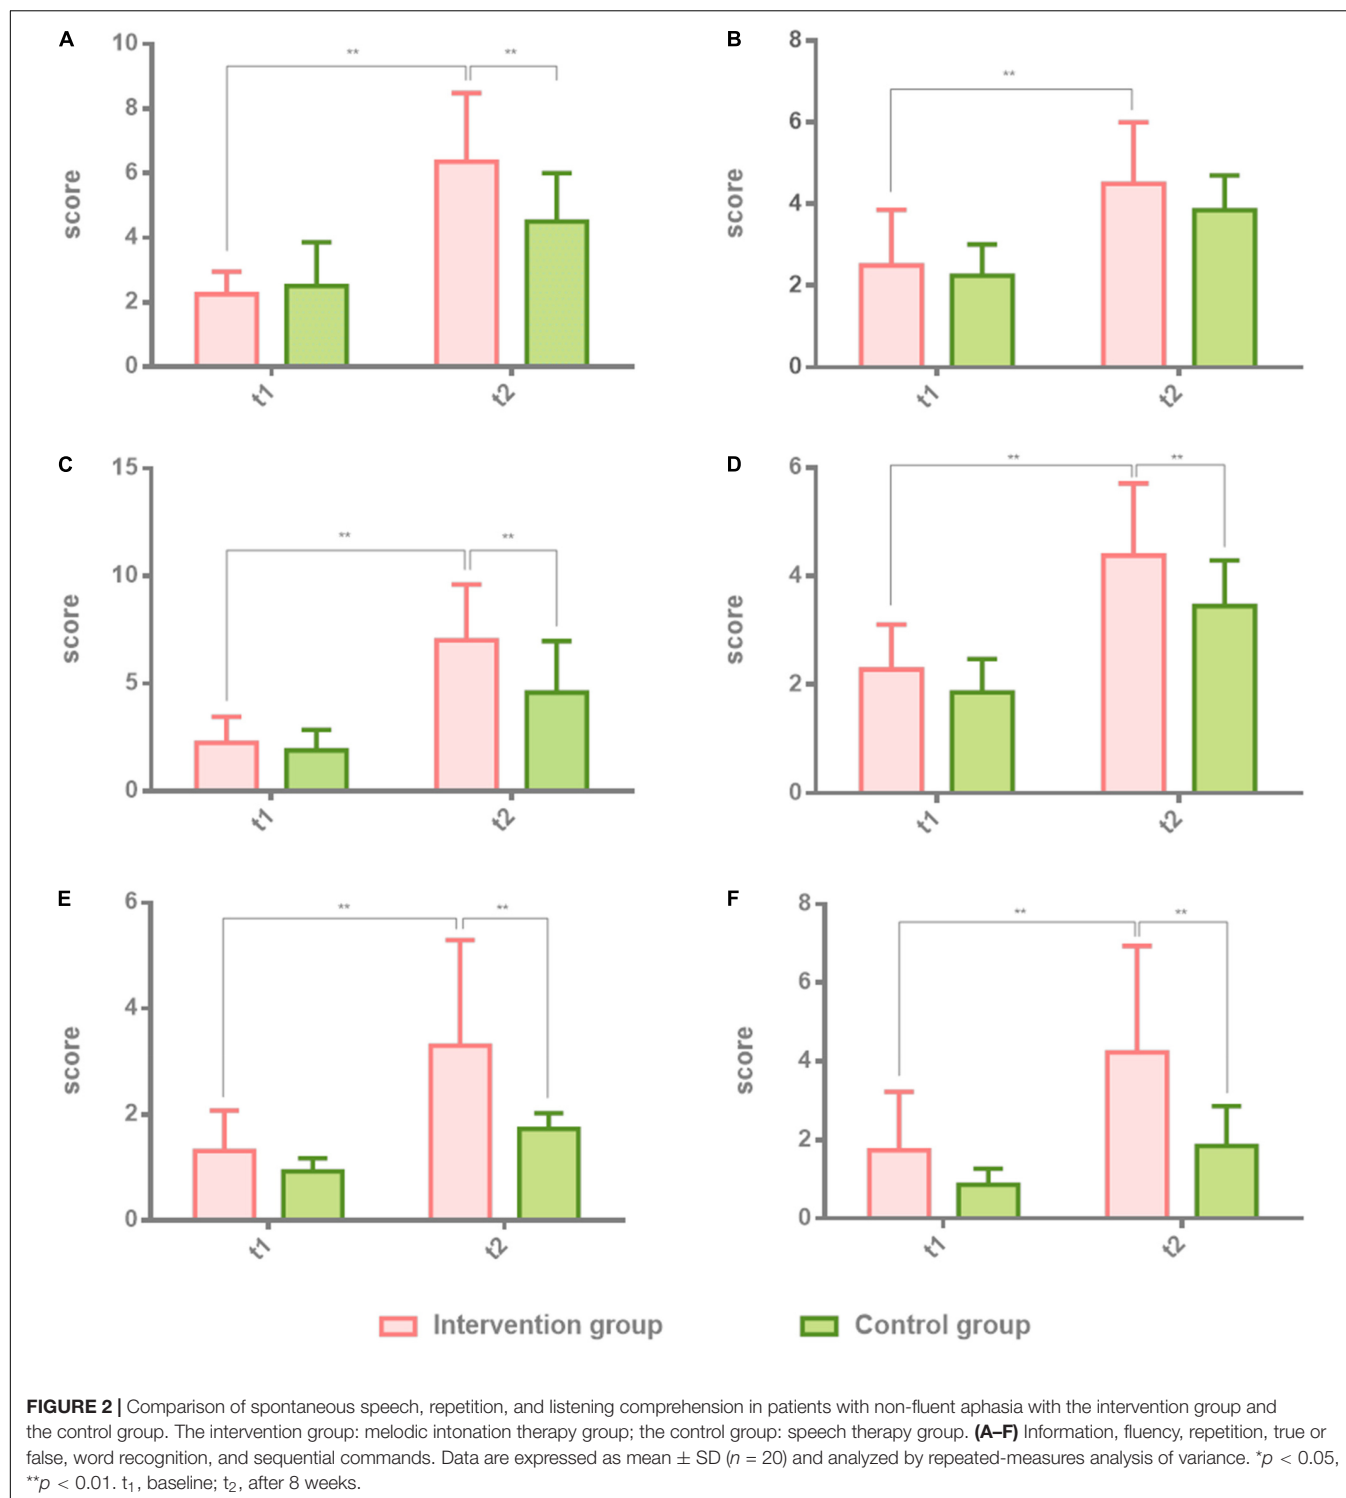 A
10
8
6
4
2
0
score
**
**
t1
t2
B
8
6
4
2
0
score
**
t1
t2
C
15
10
5
0
score
**
**
t1
t2
D
6
4
2
0
score
**
**
t1
t2
E
6
4
2
0
score
**
**
t1
t2
F
8
6
4
2
0
score
**
**
t1
t2
Intervention group
Control group
FIGURE 2 | Comparison of spontaneous speech, repetition, and listening comprehension in patients with non-fluent aphasia with the intervention group and
the control group. The intervention group: melodic intonation therapy group; the control group: speech therapy group. (A–F) Information, fluency, repetition, true or
false, word recognition, and sequential commands. Data are expressed as mean ± SD (n = 20) and analyzed by repeated-measures analysis of variance. *p < 0.05,
**p < 0.01. t₁, baseline; t₂, after 8 weeks.